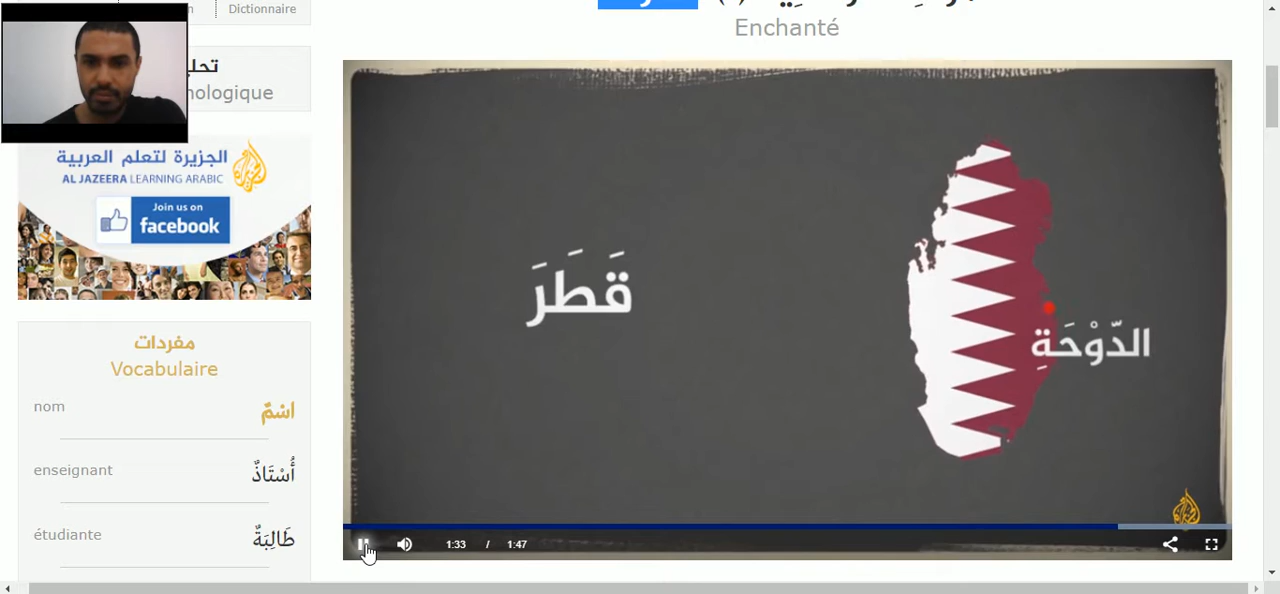 Dictionnaire
Enchanté
nologique
الجزيرة لتعلم العربية
AL JAZEERA LEARNING ARABIC
Join us on
facebook
مفردات
Vocabulaire
nom
اسْمٌ
enseignant
أُسْتَاذٌ
étudiante
طَالِبَةٌ
قَطَرَ
الدّوْحَةِ
1:33 / 1:47